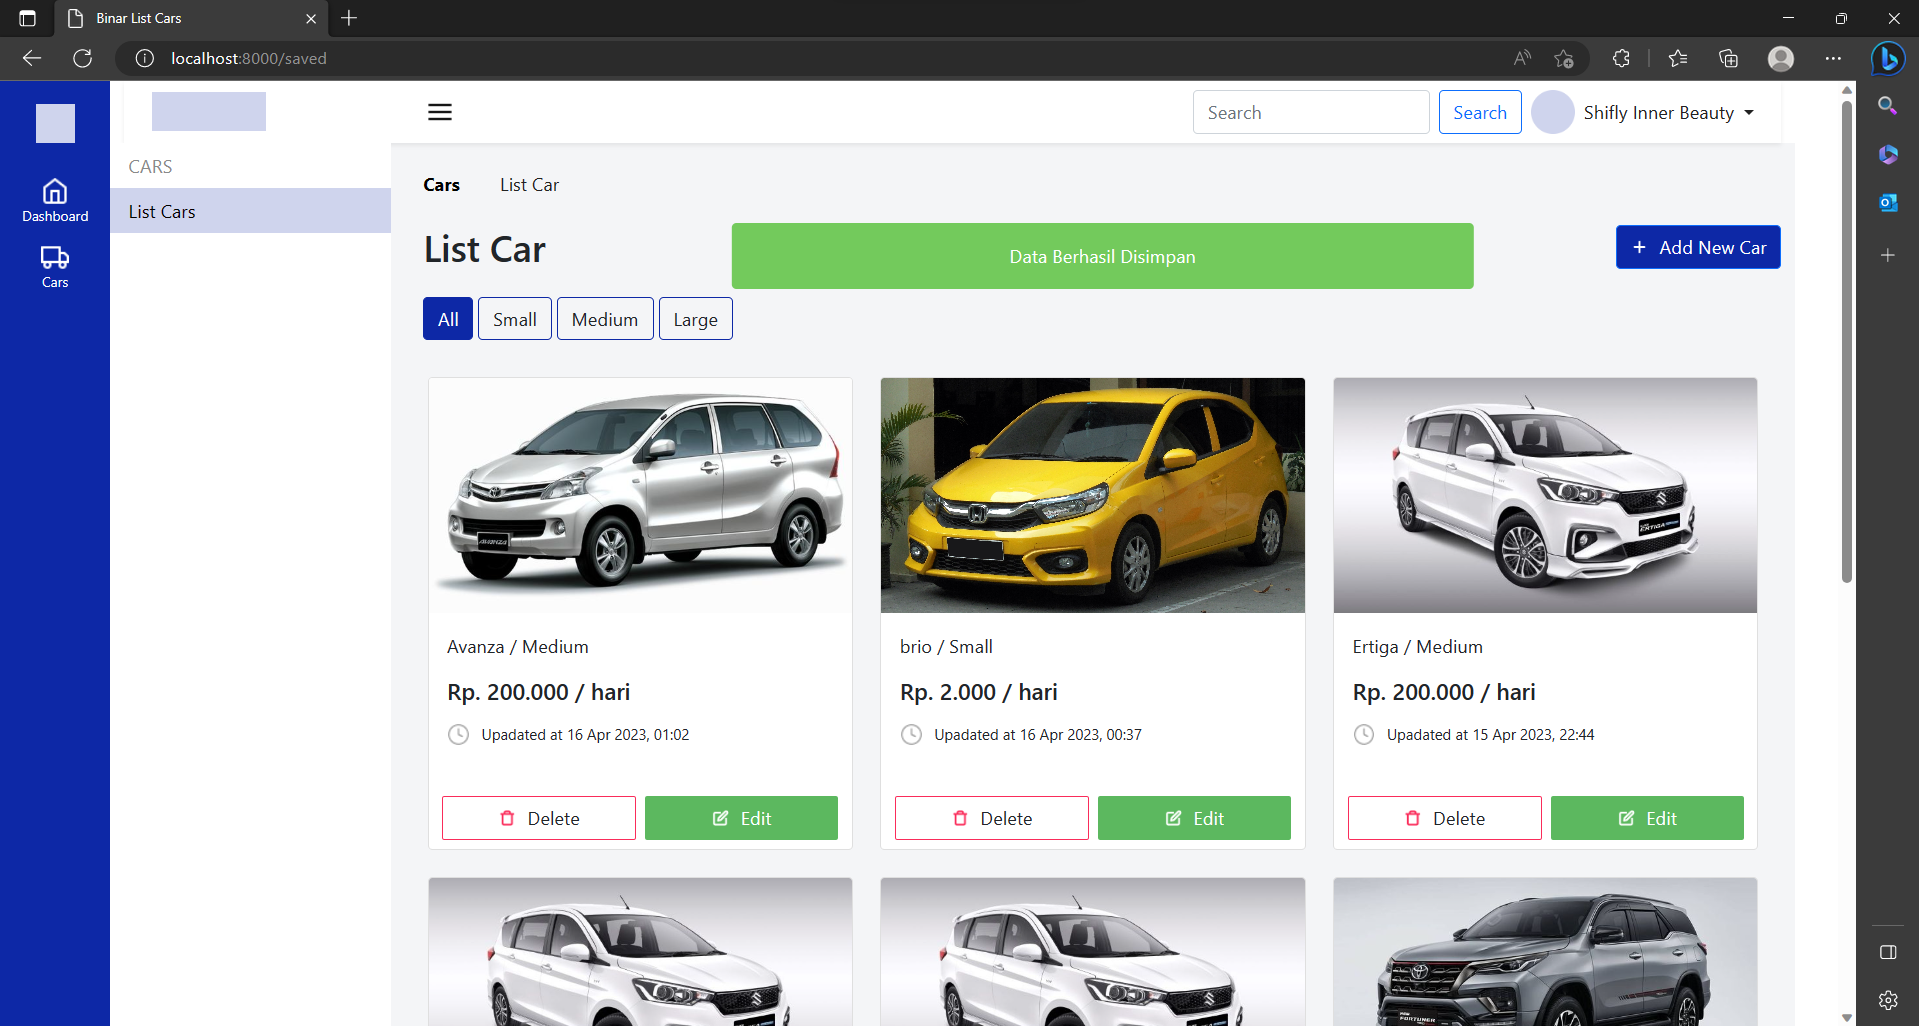 Binar List Cars
localhost:8000/saved
Search
Search
Shifly Inner Beauty
Dashboard
Cars
CARS
List Cars
Cars
List Car
List Car
Data Berhasil Disimpan
+ Add New Car
All
Small
Medium
Large
AVANZA
ERTIGA
Avanza / Medium
Rp. 200.000 / hari
Upadated at 16 Apr 2023, 01:02
Delete
Edit
brio / Small
Rp. 2.000 / hari
Upadated at 16 Apr 2023, 00:37
Delete
Edit
Ertiga / Medium
Rp. 200.000 / hari
Upadated at 15 Apr 2023, 22:44
Delete
Edit
FORTUNER